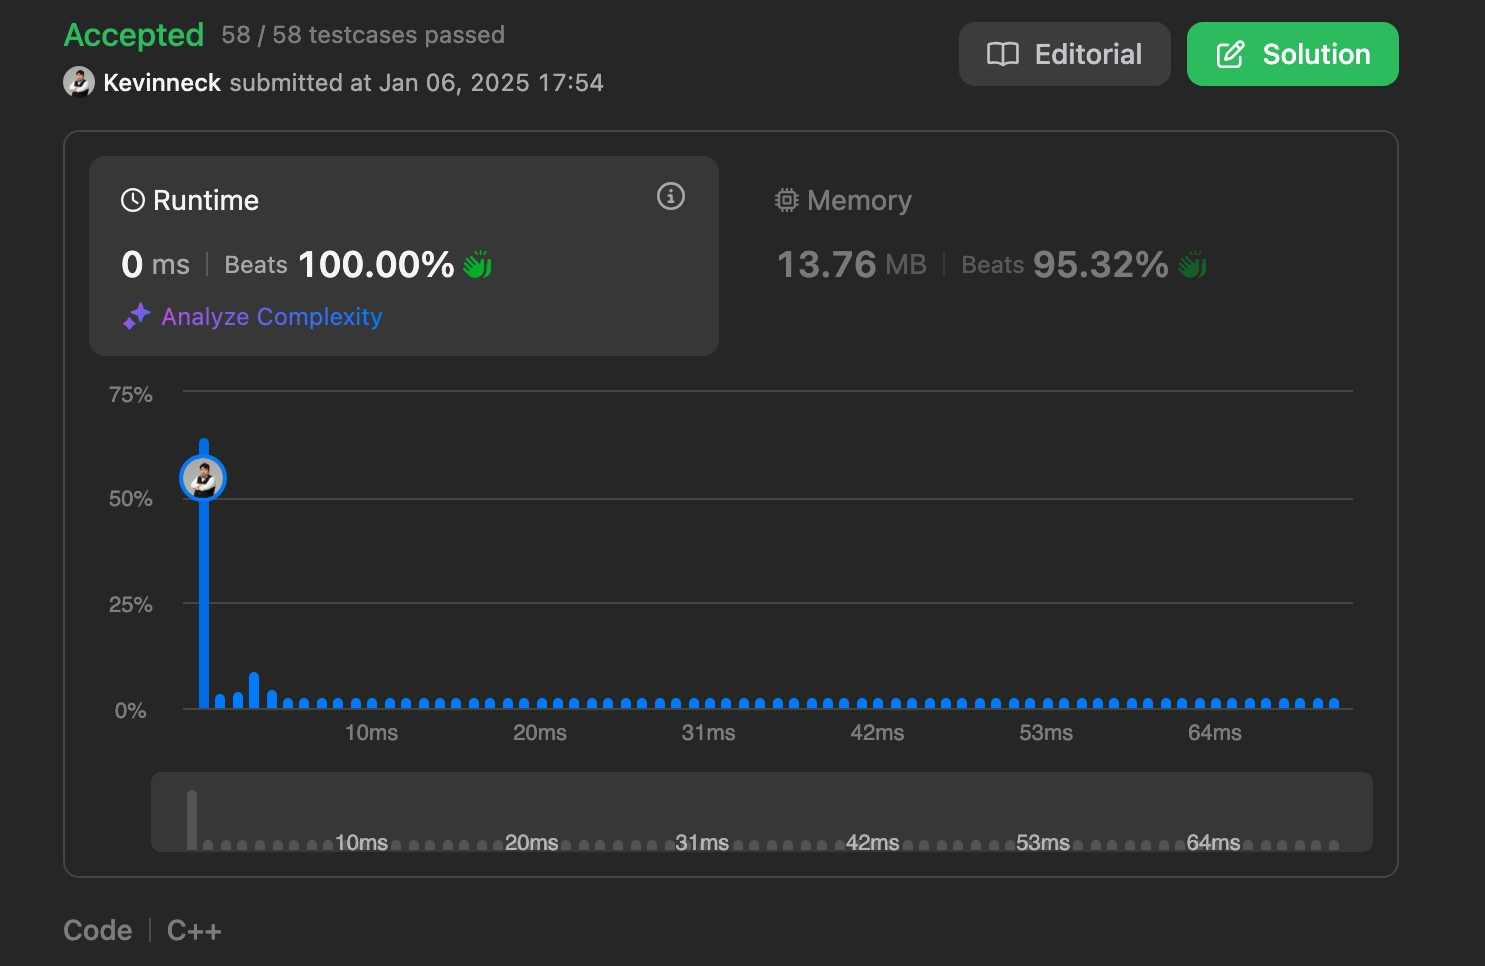 Accepted 58 / 58 testcases passed
Editorial
Solution
Kevinneck submitted at Jan 06, 2025 17:54
Runtime
0 ms | Beats 100.00%
Analyze Complexity
Memory
13.76 MB | Beats 95.32%
75%
50%
25%
0%
10ms 20ms 31ms 42ms 53ms 64ms
10ms 20ms 31ms 42ms 53ms 64ms
Code | C++